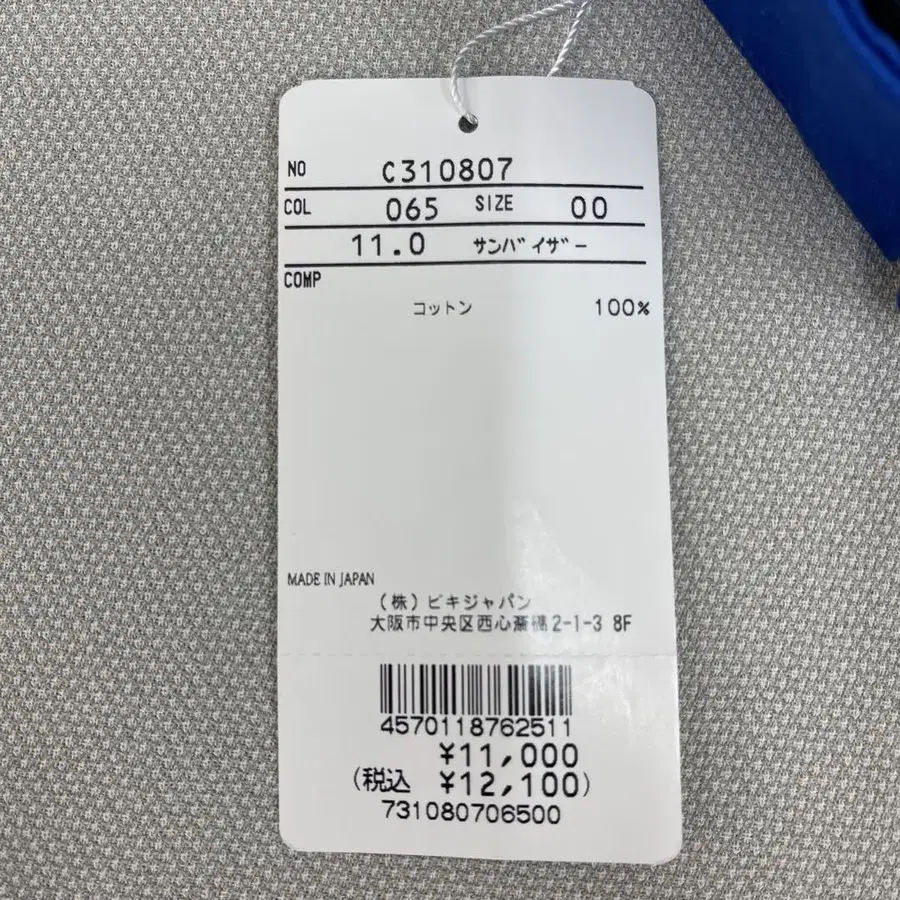 NO C310807
COL 065 SIZE 00
11.0 サンバイザー
COMP
コットン 100%
MADE IN JAPAN
(株)ビキジャパン
大阪市中央区西心斎橋2-1-3 8F
4570118762511
¥11,000
(税込 ¥12,100)
731080706500